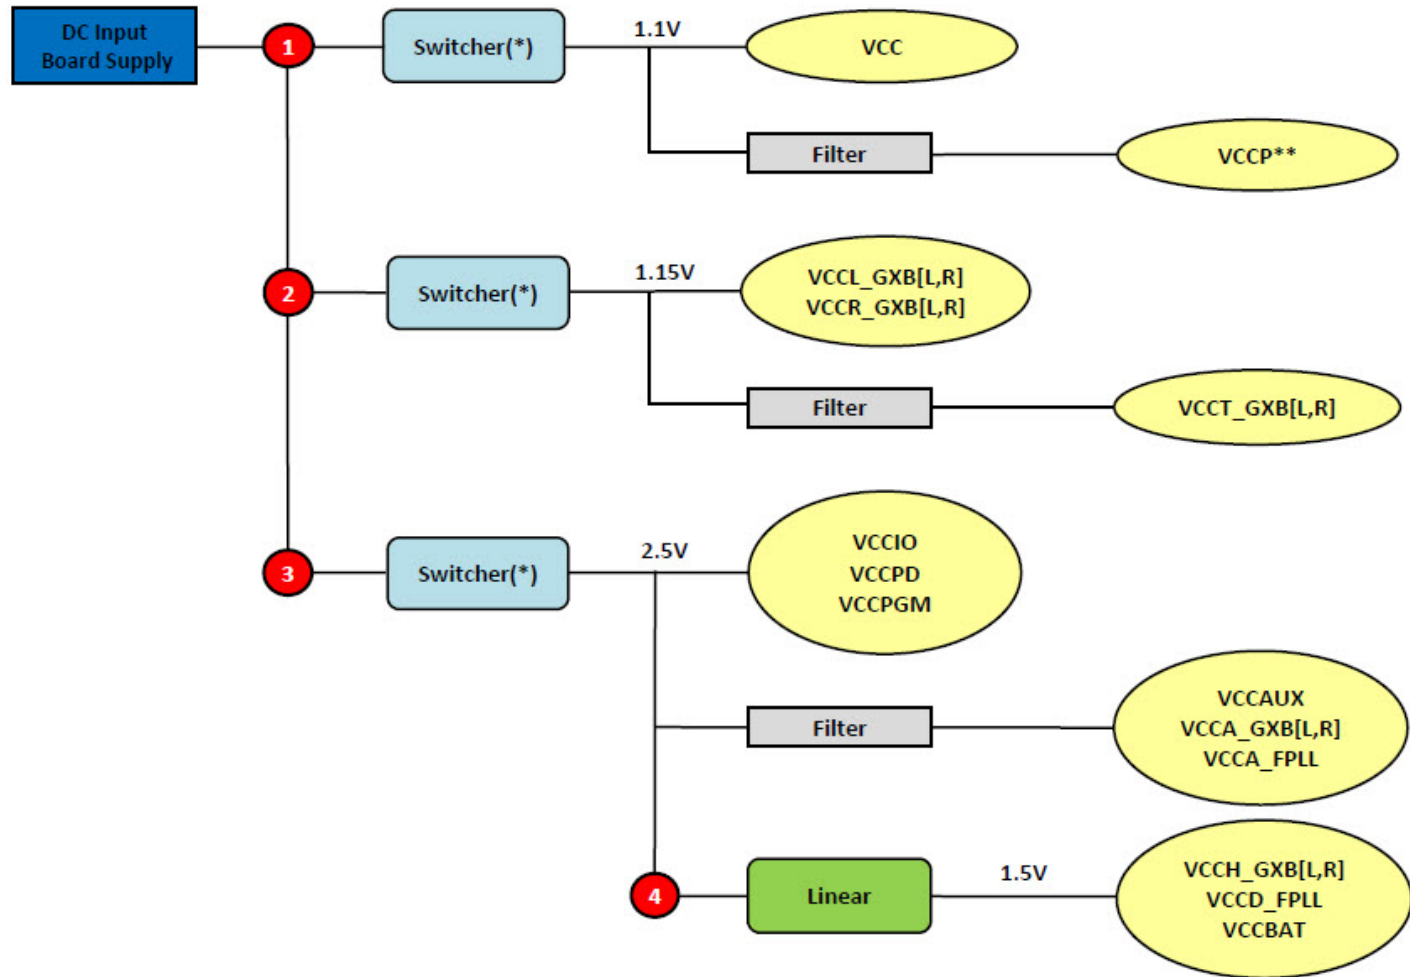 DC Input
Board Supply
1
Switcher(*)
1.1V
VCC
Filter
VCCP**
2
Switcher(*)
1.15V
VCCL_GXB[L,R]
VCCR_GXB[L,R]
Filter
VCCT_GXB[L,R]
3
Switcher(*)
2.5V
VCCIO
VCCPD
VCCPGM
Filter
VCCAUX
VCCA_GXB[L,R]
VCCA_FPLL
4
Linear
1.5V
VCCH_GXB[L,R]
VCCD_FPLL
VCCBAT